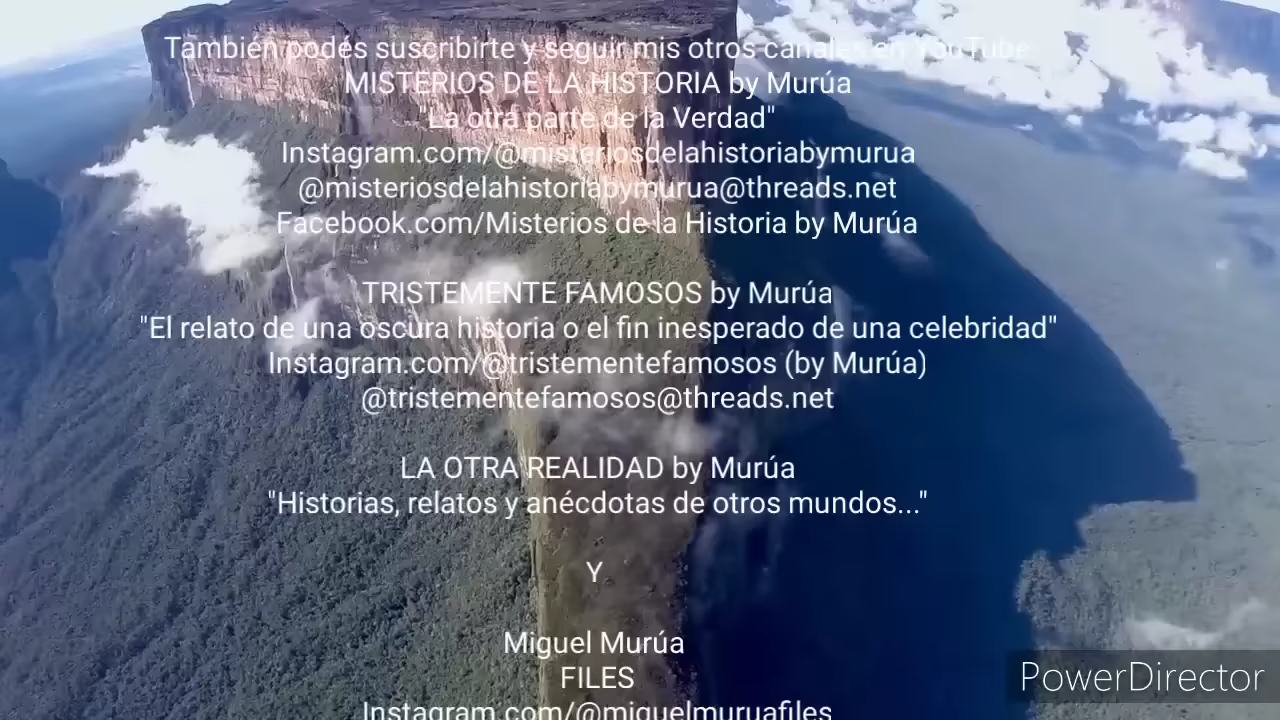 También podés suscribirte y seguir mis otros canales en YouTube
MISTERIOS DE LA HISTORIA by Murúa
"La otra parte de la Verdad"
Instagram.com/@misteriosdelahistoriabymurua
@misteriosdelahistoriabymurua@threads.net
Facebook.com/Misterios de la Historia by Murúa
TRISTEMENTE FAMOSOS by Murúa
"El relato de una oscura historia o el fin inesperado de una celebridad"
Instagram.com/@tristementefamosos (by Murúa)
@tristementefamosos@threads.net
LA OTRA REALIDAD by Murúa
"Historias, relatos y anécdotas de otros mundos..."
Y
Miguel Murúa
FILES
Instagram.com/@miguelmuruafiles
PowerDirector